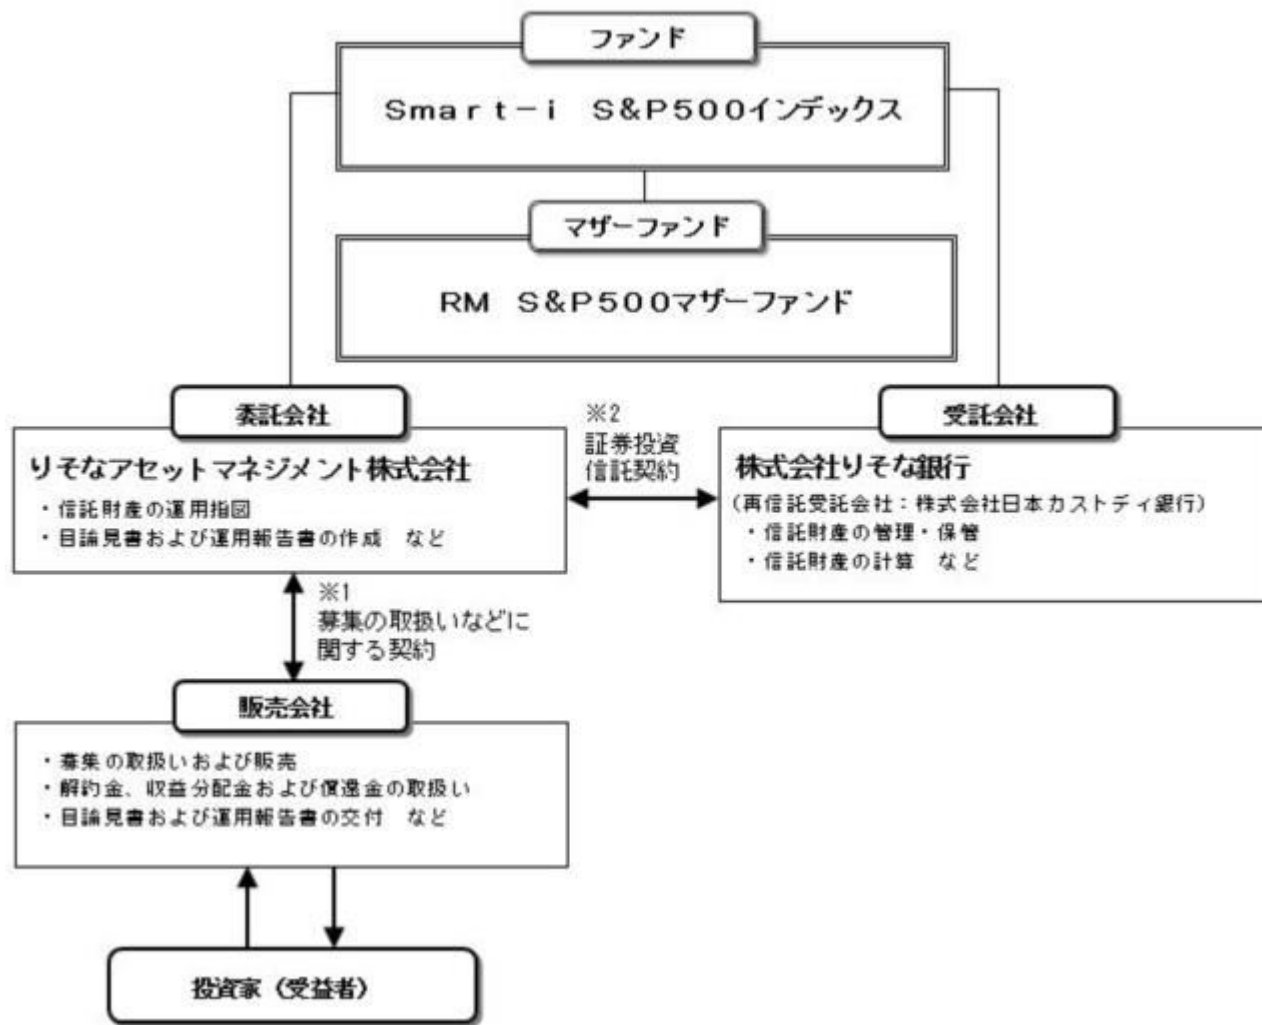 ファンド
Smart-i S&P500インデックス
マザーファンド
RM S&P500マザーファンド
委託会社
りそなアセットマネジメント株式会社
・信託財産の運用指図
・目論見書および運用報告書の作成 など
※2
証券投資
信託契約
受託会社
株式会社りそな銀行
(再信託受託会社：株式会社日本カストディ銀行)
・信託財産の管理・保管
・信託財産の計算 など
※1
募集の取扱いなどに
関する契約
販売会社
・募集の取扱いおよび販売
・解約金、収益分配金および償還金の取扱い
・目論見書および運用報告書の交付 など
投資家（受益者）